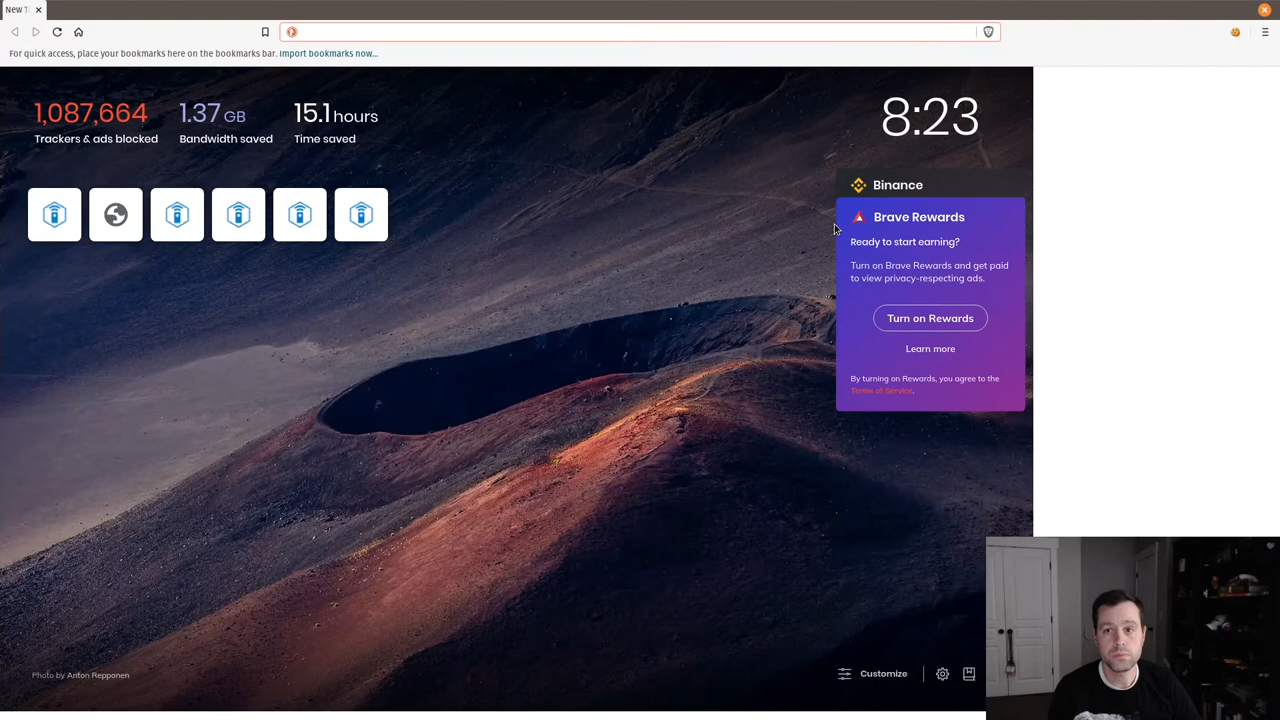 New T
For quick access, place your bookmarks here on the bookmarks bar. Import bookmarks now...
1,087,664
Trackers & ads blocked
1.37 GB
Bandwidth saved
15.1 hours
Time saved
8:23
Binance
Brave Rewards
Ready to start earning?
Turn on Brave Rewards and get paid
to view privacy-respecting ads.
Turn on Rewards
Learn more
By turning on Rewards, you agree to the
Terms of Service.
Photo by Anton Repponen
Customize